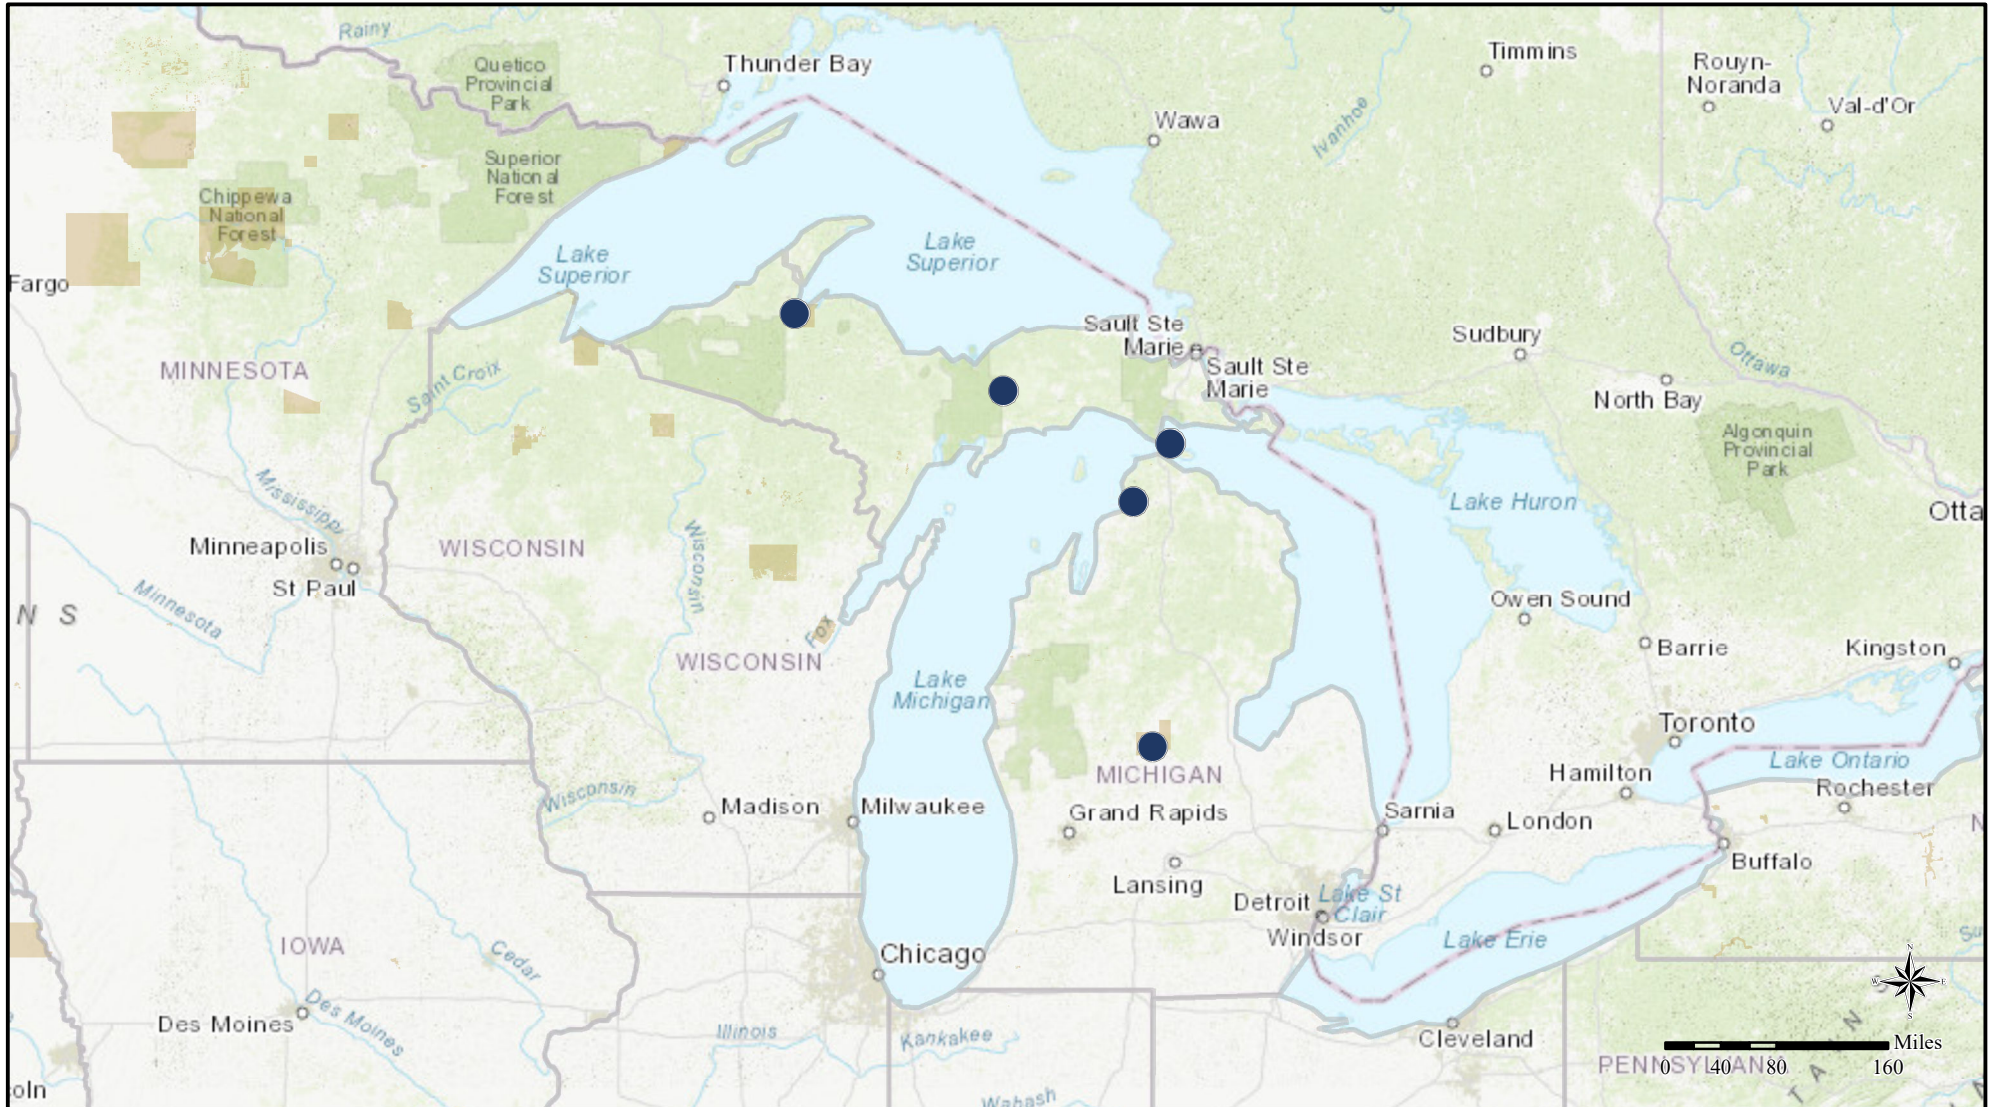 Rainy
Quetico
Provincial
Park
Thunder Bay
Timmins
Rouyn-
Noranda
Val-d'Or
Wawa
Ivanhoe
Superior
National
Forest
Chippewa
National
Forest
Lake
Superior
Lake
Superior
Fargo
Sault Ste
Marie
Sault Ste
Marie
Sudbury
North Bay
Ottawa
MINNESOTA
Saint Croix
Algonquin
Provincial
Park
Mississippi
Lake Huron
Otta
Minneapolis
St Paul
WISCONSIN
Wisconsin
Minnesota
N S
Owen Sound
Fox
WISCONSIN
Barrie
Kingston
Lake
Michigan
Toronto
Lake Ontario
Hamilton
Rochester
MICHIGAN
Wisconsin
Madison
Milwaukee
Grand Rapids
Sarnia
London
N
Buffalo
Lansing
Detroit
Lake St
Clair
Windsor
Lake Erie
IOWA
Cedar
Chicago
Su
N
W
E
S
S
Des Moines
Des Moines
Illinois
Kankakee
Cleveland
N
Miles
PENNSYLVANIA
0 40 80 160
A
T
A
oln
Wabash